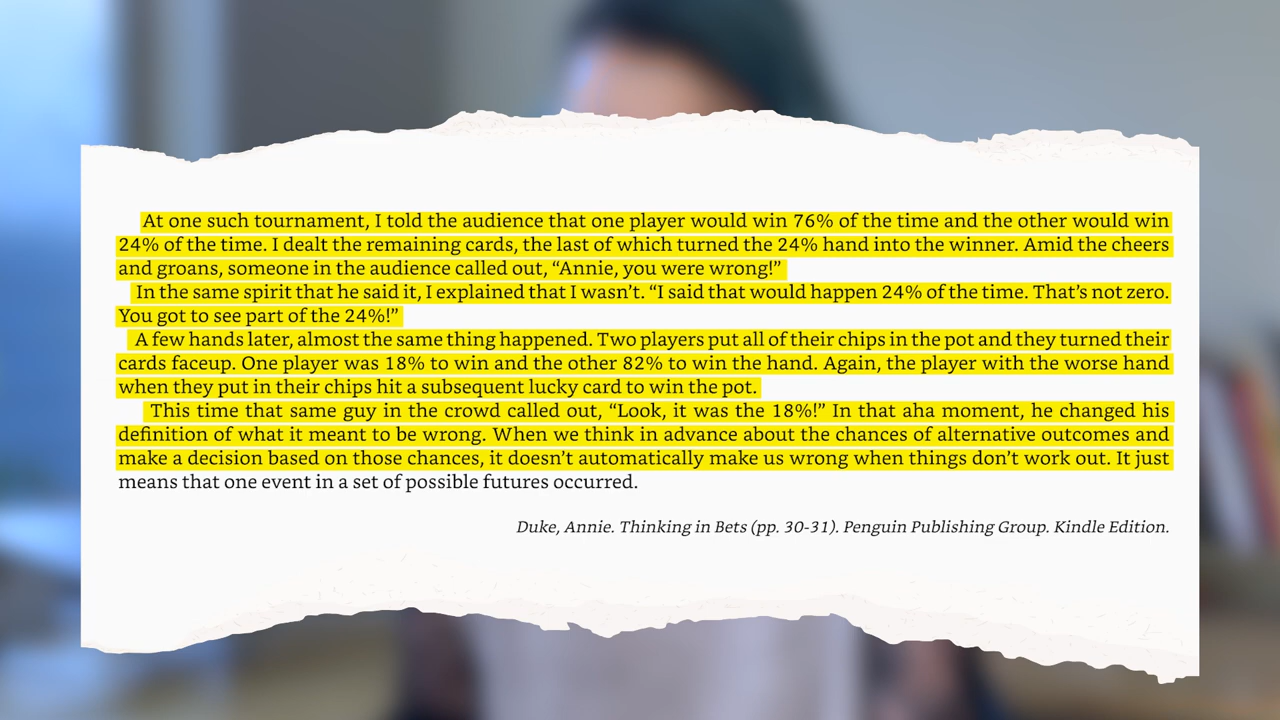 At one such tournament, I told the audience that one player would win 76% of the time and the other would win
24% of the time. I dealt the remaining cards, the last of which turned the 24% hand into the winner. Amid the cheers
and groans, someone in the audience called out, “Annie, you were wrong!”
In the same spirit that he said it, I explained that I wasn’t. “I said that would happen 24% of the time. That’s not zero.
You got to see part of the 24%!”
A few hands later, almost the same thing happened. Two players put all of their chips in the pot and they turned their
cards faceup. One player was 18% to win and the other 82% to win the hand. Again, the player with the worse hand
when they put in their chips hit a subsequent lucky card to win the pot.
This time that same guy in the crowd called out, “Look, it was the 18%!” In that aha moment, he changed his
definition of what it meant to be wrong. When we think in advance about the chances of alternative outcomes and
make a decision based on those chances, it doesn’t automatically make us wrong when things don’t work out. It just
means that one event in a set of possible futures occurred.
Duke, Annie. Thinking in Bets (pp. 30-31). Penguin Publishing Group. Kindle Edition.